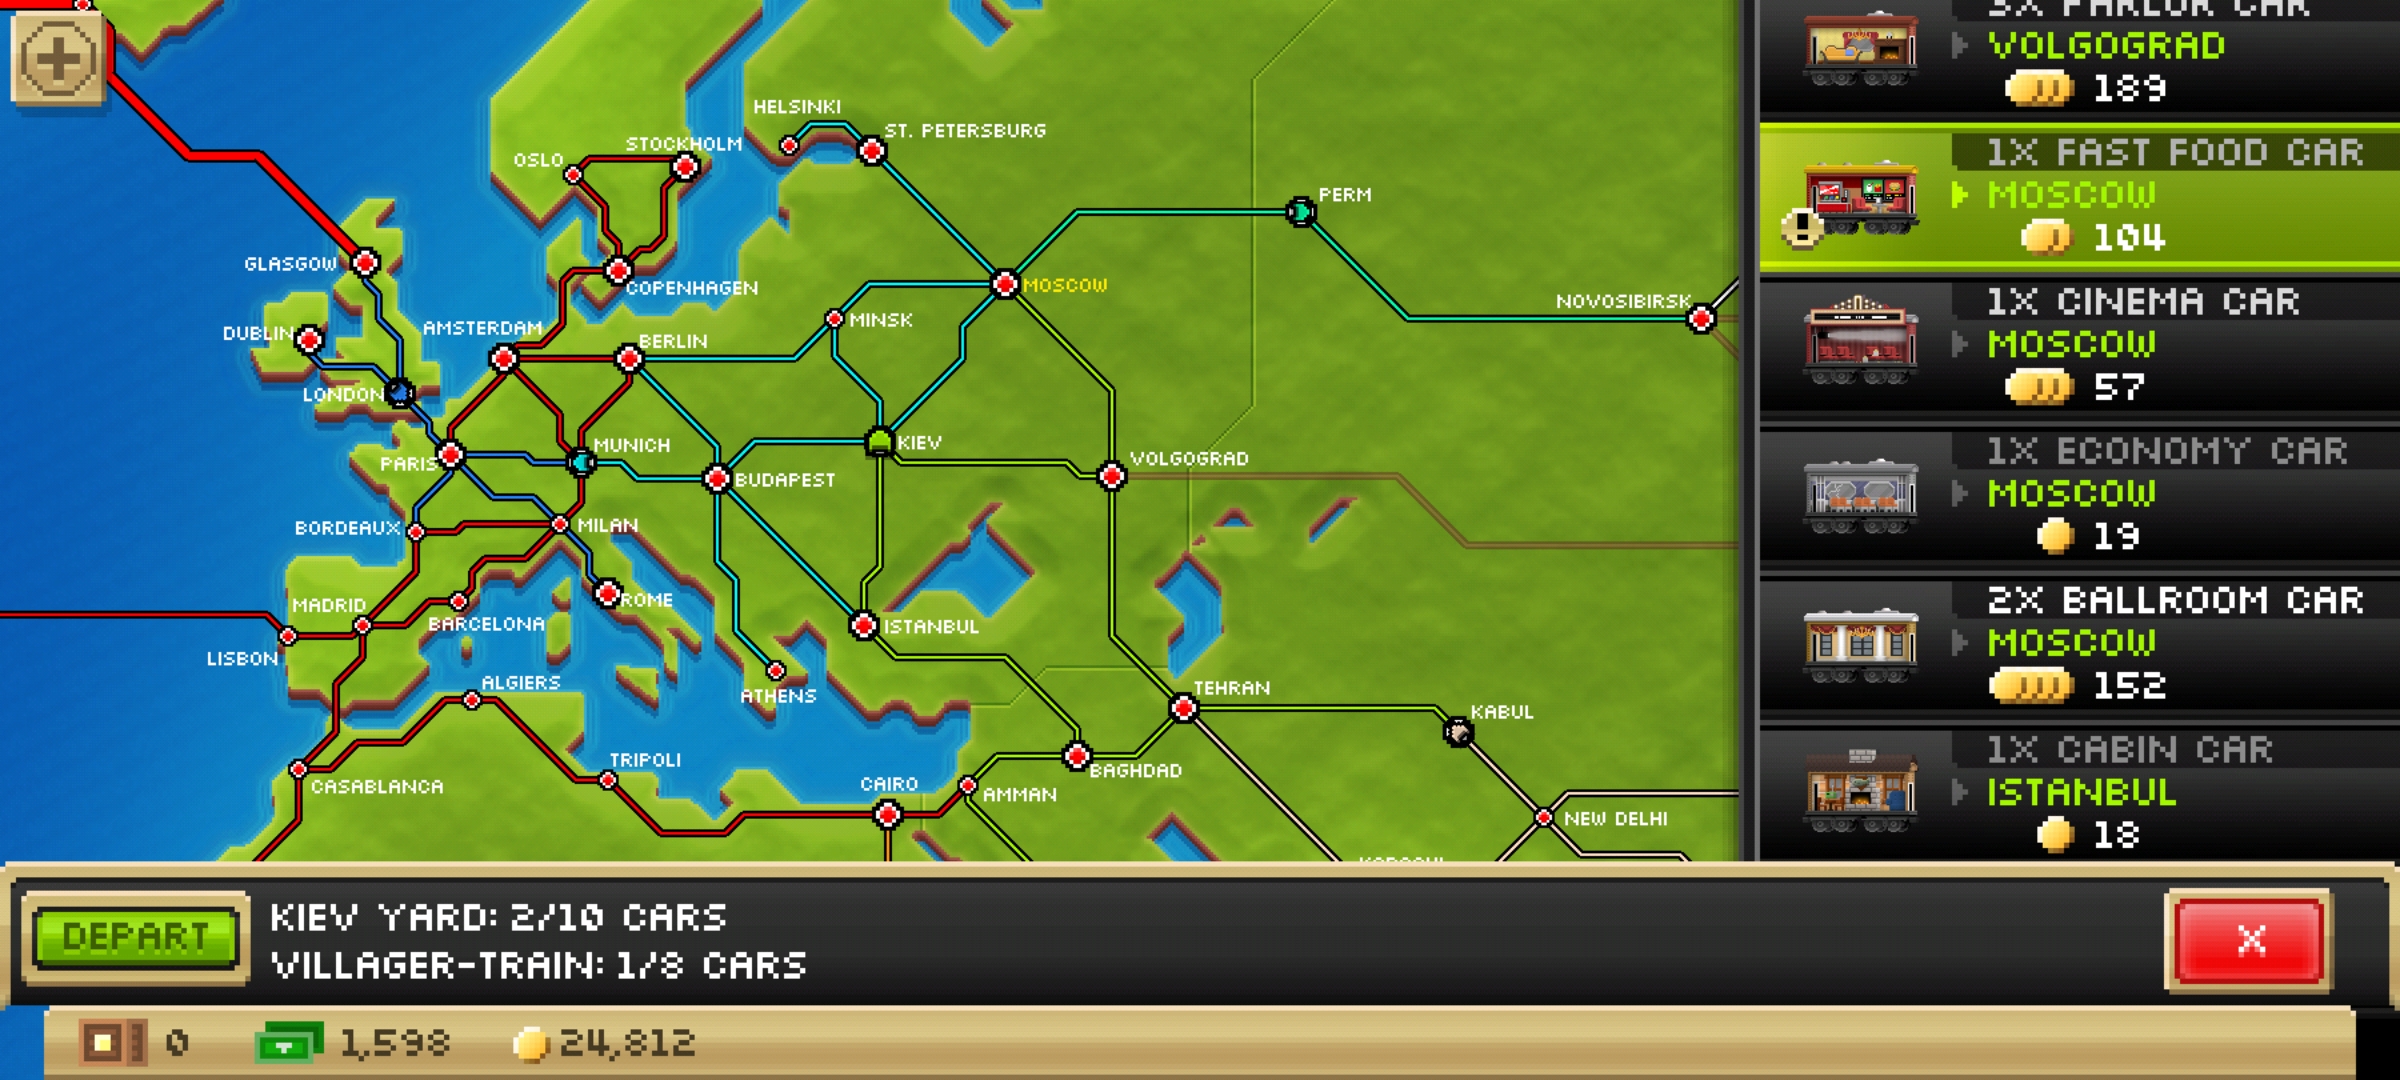 HELSINKI
ST. PETERSBURG
STOCKHOLM
OSLO
PERM
GLASGOW
COPENHAGEN
MOSCOW
NOVOSIBIRSK
DUBLIN
AMSTERDAM
BERLIN
MINSK
LONDON
MUNICH
KIEV
PARIS
BUDAPEST
VOLGOGRAD
BORDEAUX
MILAN
MADRID
ROME
BARCELONA
ISTANBUL
LISBON
ALGIERS
ATHENS
TEHRAN
KABUL
TRIPOLI
CASABLANCA
CAIRO
BAGHDAD
AMMAN
NEW DELHI
3X PARLOR CAR
VOLGOGRAD
189
1X FAST FOOD CAR
MOSCOW
104
1X CINEMA CAR
MOSCOW
57
1X ECONOMY CAR
MOSCOW
19
2X BALLROOM CAR
MOSCOW
152
1X CABIN CAR
ISTANBUL
18
DEPART
KIEV YARD: 2/10 CARS
VILLAGER-TRAIN: 1/8 CARS
X
0
1,598
24,812